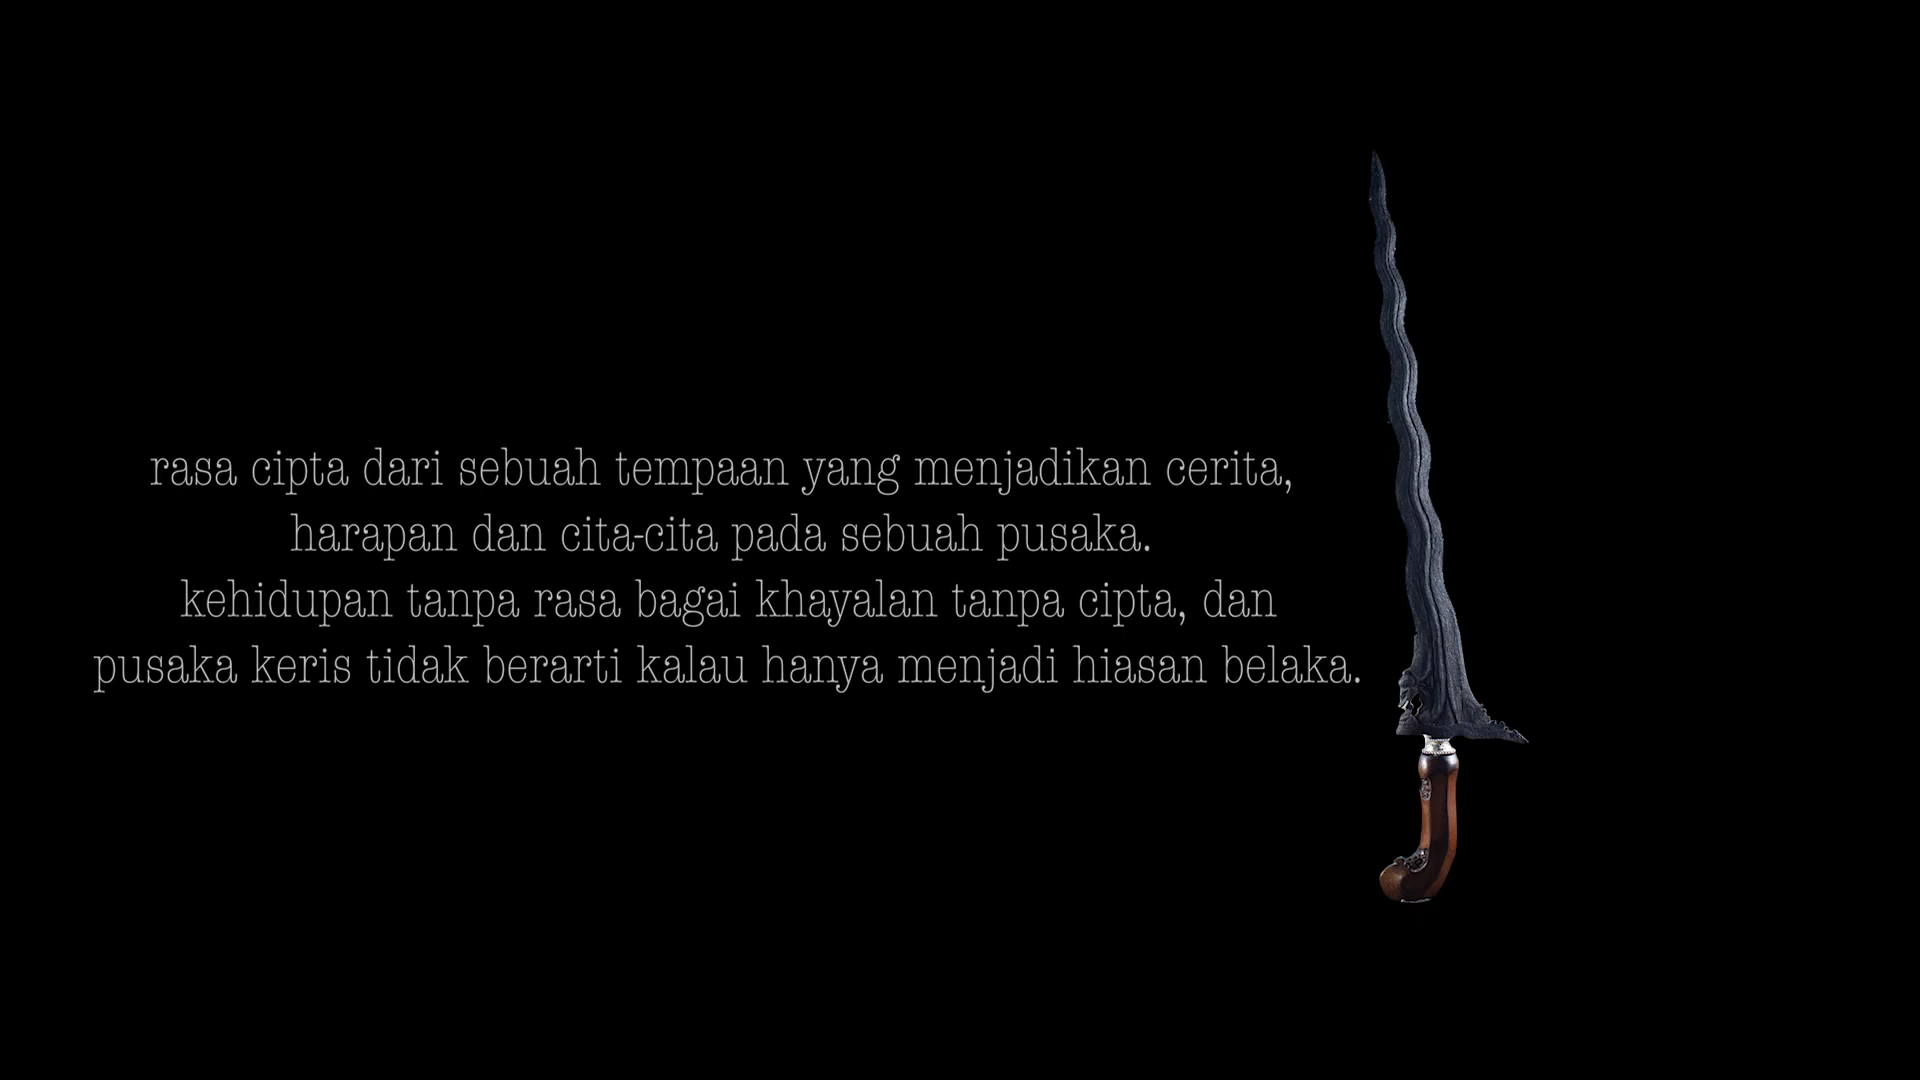 rasa cipta dari sebuah tempaan yang menjadikan cerita,
harapan dan cita-cita pada sebuah pusaka.
kehidupan tanpa rasa bagai khayalan tanpa cipta, dan
pusaka keris tidak berarti kalau hanya menjadi hiasan belaka.